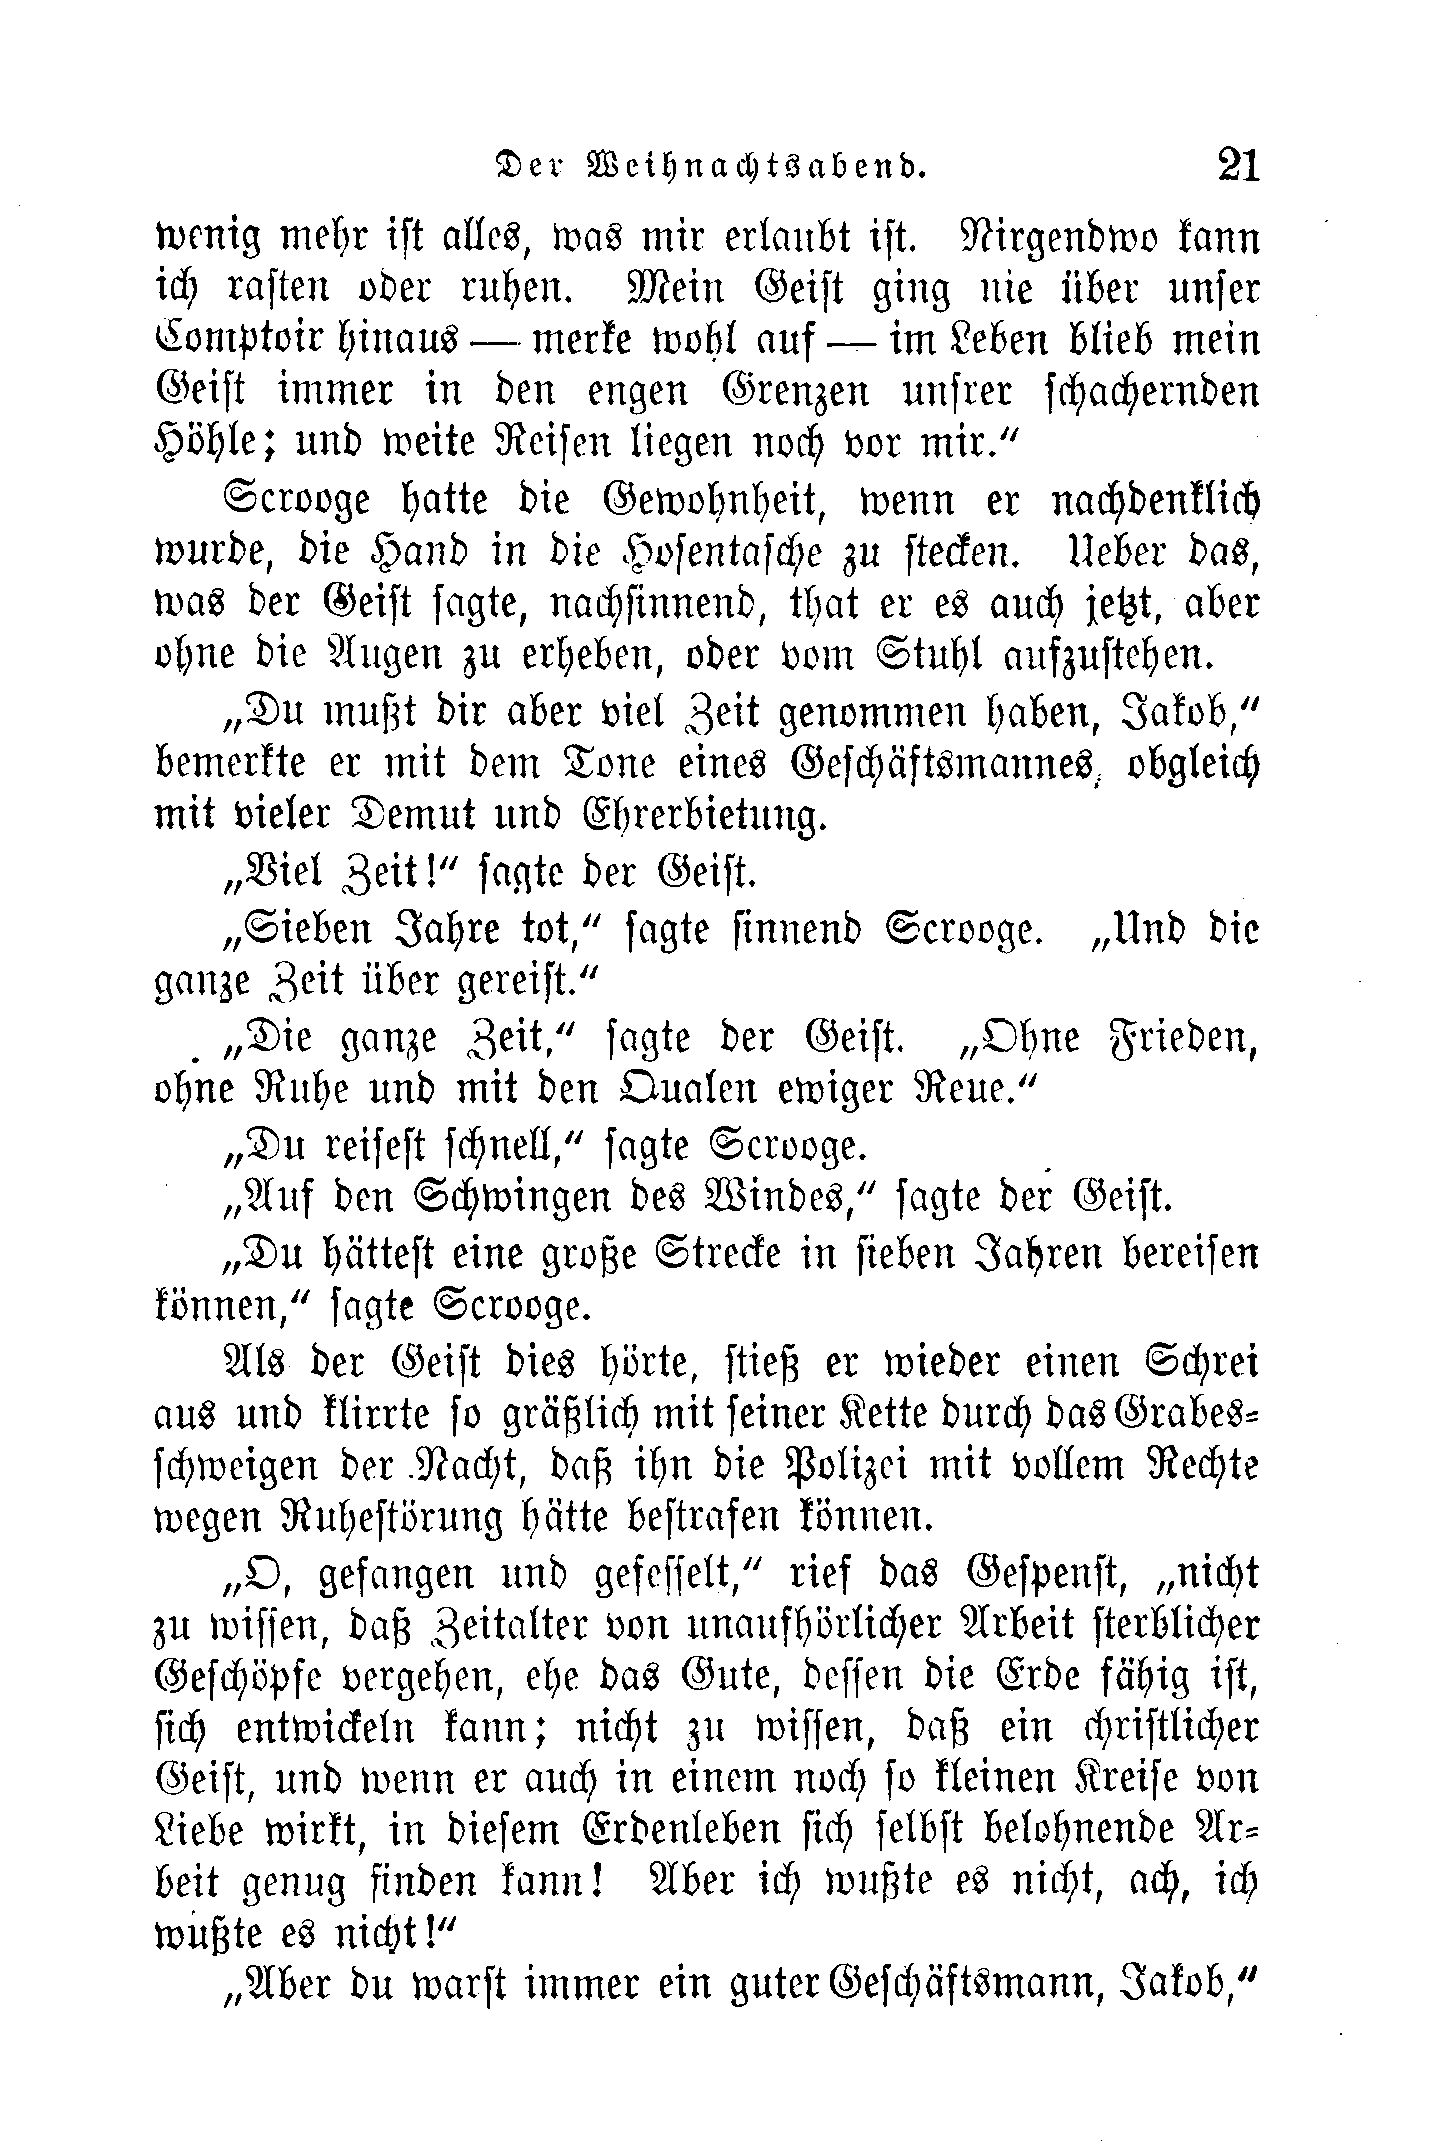 Der Weihnachtsabend. 21
wenig mehr ist alles, was mir erlaubt ist. Nirgendwo kann
ich rasten oder ruhen. Mein Geist ging nie über unser
Comptoir hinaus — merke wohl auf — im Leben blieb mein
Geist immer in den engen Grenzen unsrer schachernden
Höhle; und weite Reisen liegen noch vor mir.“
Scrooge hatte die Gewohnheit, wenn er nachdenklich
wurde, die Hand in die Hosentasche zu stecken. Ueber das,
was der Geist sagte, nachsinnend, that er es auch jetzt, aber
ohne die Augen zu erheben, oder vom Stuhl aufzustehen.
„Du mußt dir aber viel Zeit genommen haben, Jakob,“
bemerkte er mit dem Tone eines Geschäftsmannes, obgleich
mit vieler Demut und Ehrerbietung.
„Viel Zeit!“ sagte der Geist.
„Sieben Jahre tot,“ sagte sinnend Scrooge. „Und die
ganze Zeit über gereist.“
„Die ganze Zeit,“ sagte der Geist. „Ohne Frieden,
ohne Ruhe und mit den Qualen ewiger Reue.“
„Du reisest schnell,“ sagte Scrooge.
„Auf den Schwingen des Windes,“ sagte der Geist.
„Du hättest eine große Strecke in sieben Jahren bereisen
können,“ sagte Scrooge.
Als der Geist dies hörte, stieß er wieder einen Schrei
aus und klirrte so gräßlich mit seiner Kette durch das Grabes-
schweigen der Nacht, daß ihn die Polizei mit vollem Rechte
wegen Ruhestörung hätte bestrafen können.
„O, gefangen und gefesselt,“ rief das Gespenst, „nicht
zu wissen, daß Zeitalter von unaufhörlicher Arbeit sterblicher
Geschöpfe vergehen, ehe das Gute, dessen die Erde fähig ist,
sich entwickeln kann; nicht zu wissen, daß ein christlicher
Geist, und wenn er auch in einem noch so kleinen Kreise von
Liebe wirkt, in diesem Erdenleben sich selbst belohnende Ar-
beit genug finden kann! Aber ich wußte es nicht, ach, ich
wußte es nicht!“
„Aber du warst immer ein guter Geschäftsmann, Jakob,“